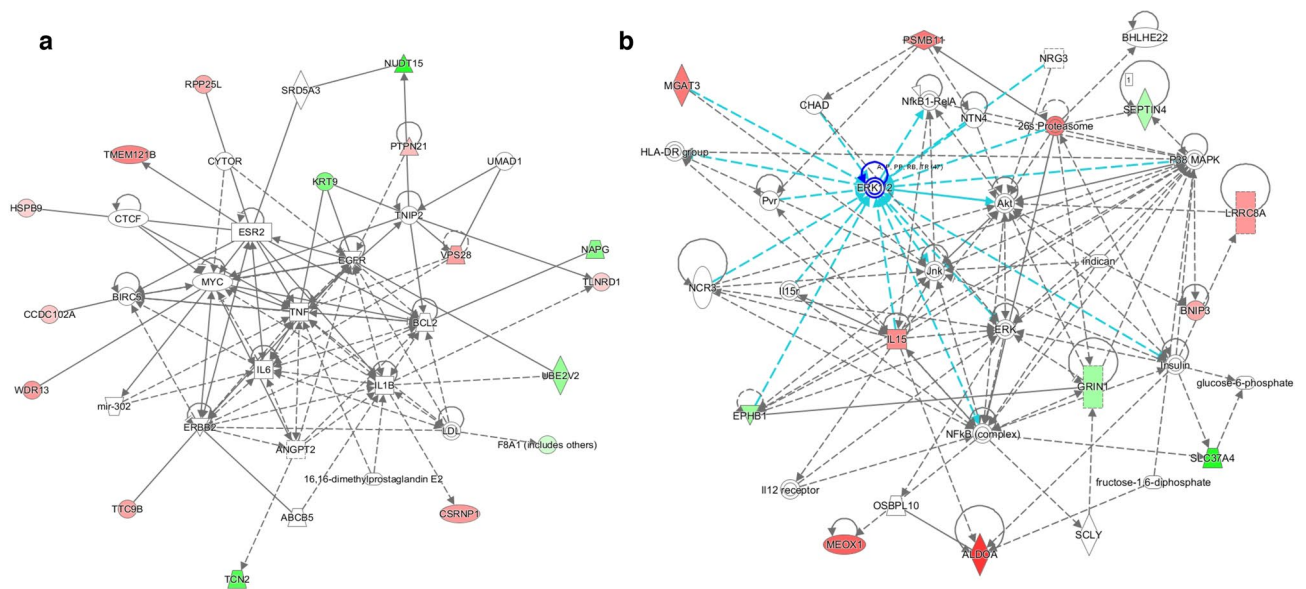 a
NUDT15
RPP25L
SRD5A3
PTPN21
TMEM121B
CYTOR
UMAD1
KRT9
HSPB9
CTCF
TNIP2
ESR2
EGFR
VPS28
NAPG
MYC
TLNRD1
BIRC5
CCDC102A
TNF
BCL2
IL6
IL1B
UBE2V2
WDR13
mir-302
ERBB2
LDL
ANGPT2
F8A1 (includes others)
16,16-dimethylprostaglandin E2
TTC9B
ABCB5
CSRNP1
TCN2
b
PSMB11
BHLHE22
NRG3
MGAT3
1
CHAD
NfkB1-RelA
NTN4
SEPTIN4
26s Proteasome
HLA-DR group
P38 MAPK
ERK1/2
Pvr
Akt
LRRC8A
Indican
NCR3
Jnk
Il15r
BNIP3
ERK
IL15
Insulin
GRIN1
glucose-6-phosphate
EPHB1
NFkB (complex)
SLC37A4
Il12 receptor
fructose-1,6-diphosphate
OSBPL10
SCLY
MEOX1
ALDOA